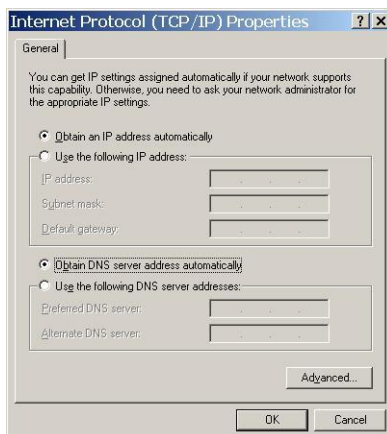 Internet Protocol (TCP/IP) Properties
General
You can get IP settings assigned automatically if your network supports
this capability. Otherwise, you need to ask your network administrator for
the appropriate IP settings.
Obtain an IP address automatically
Use the following IP address:
IP address:
Subnet mask:
Default gateway:
Obtain DNS server address automatically
Use the following DNS server addresses:
Preferred DNS server:
Alternate DNS server:
Advanced...
OK Cancel